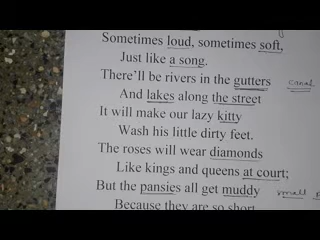 Sometimes loud, sometimes soft,
Just like a song.
There'll be rivers in the gutters canal
And lakes along the street
It will make our lazy kitty
Wash his little dirty feet.
The roses will wear diamonds
Like kings and queens at court;
But the pansies all get muddy small
Because they are so short.